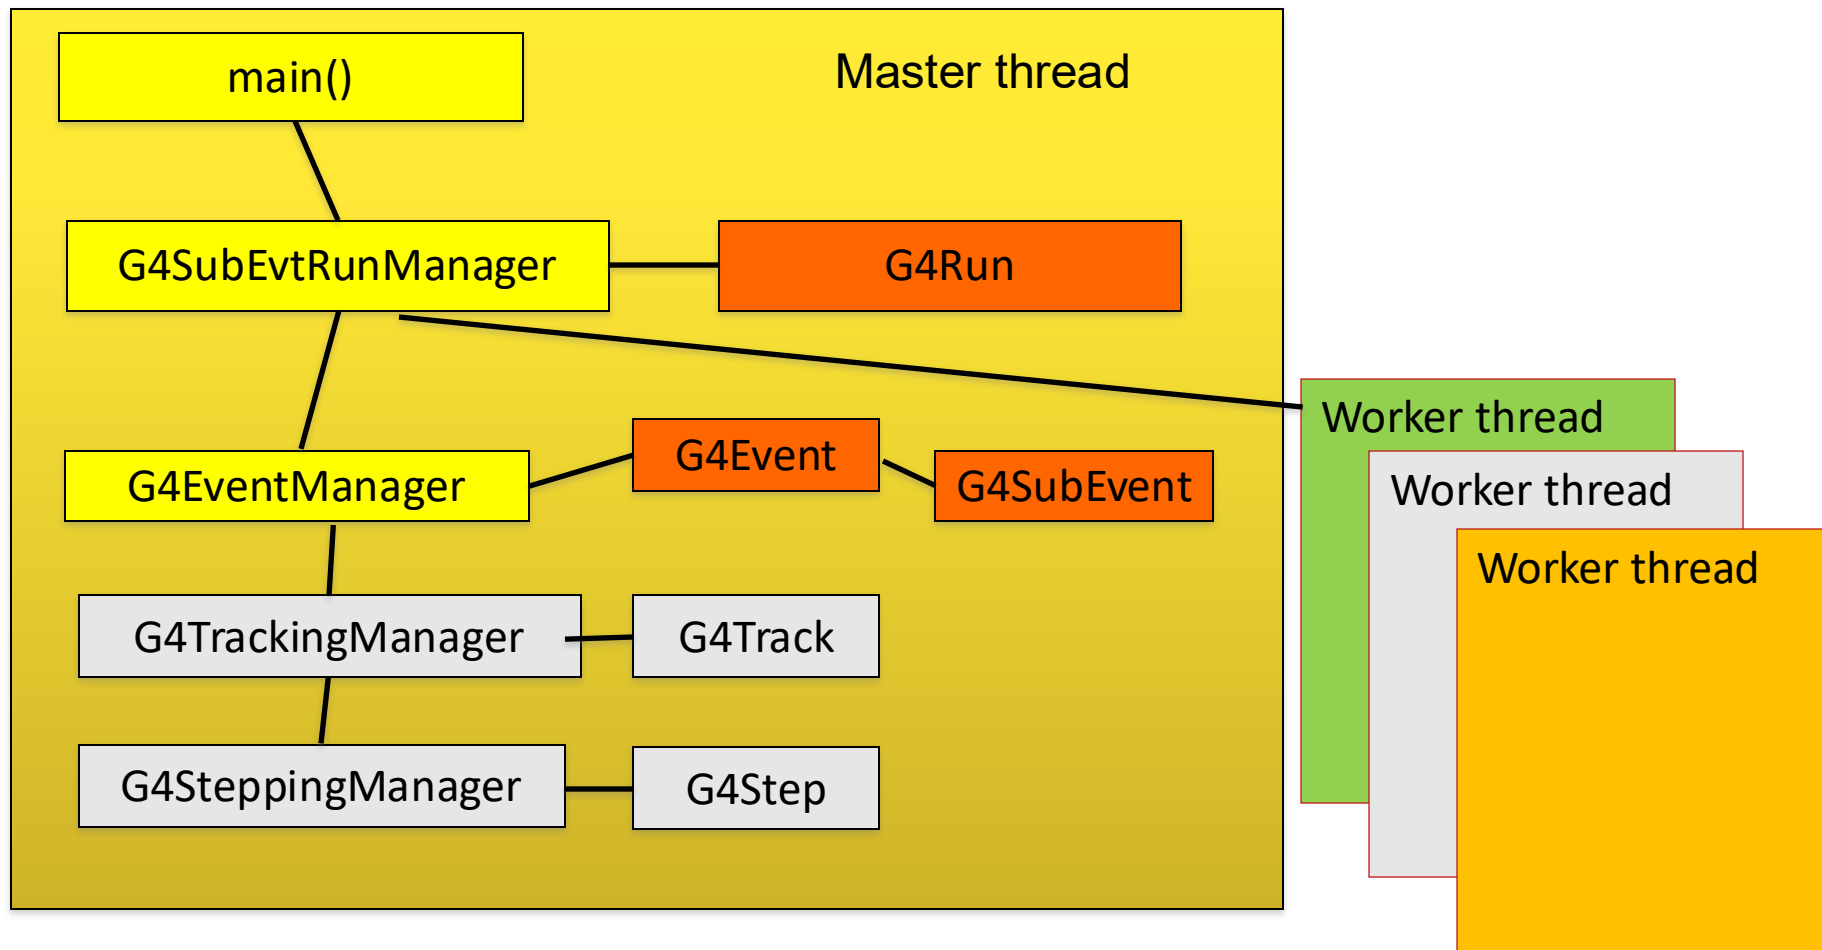 main()
Master thread
G4SubEvtRunManager
G4Run
Worker thread
G4Event
G4EventManager
G4SubEvent
Worker thread
Worker thread
G4TrackingManager
G4Track
G4SteppingManager
G4Step